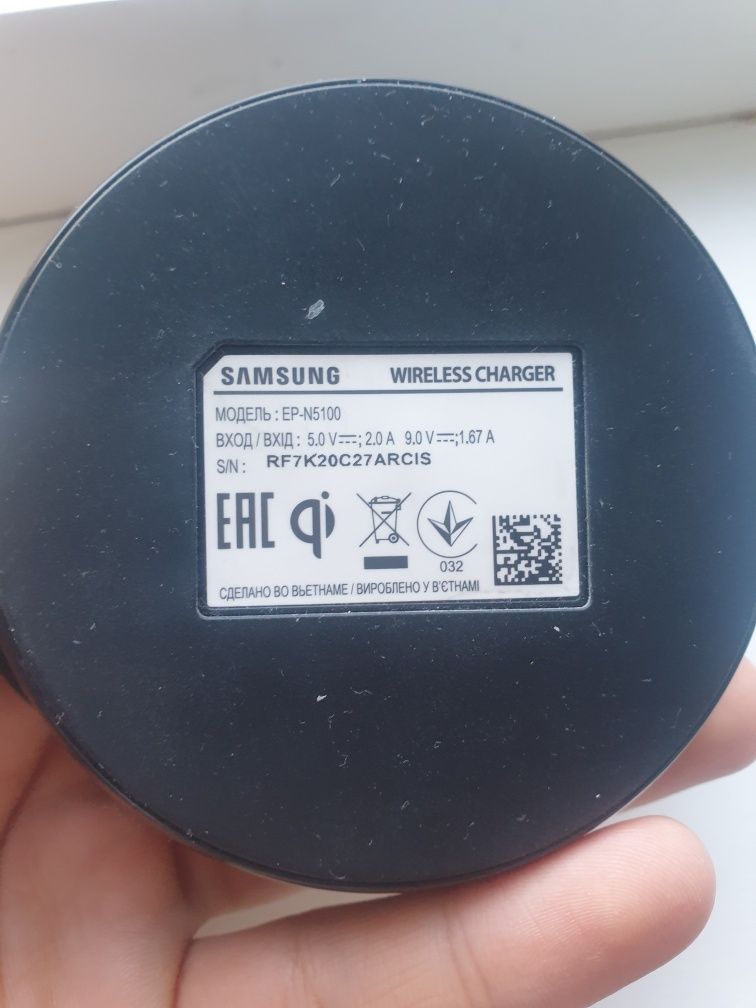 SAMSUNG WIRELESS CHARGER
МОДЕЛЬ : EP-N5100
ВХОД / ВХІД : 5.0 V⎓; 2.0 A 9.0 V⎓;1.67 A
S/N : RF7K20C27ARCIS
EAC qi
032
СДЕЛАНО ВО ВЬЕТНАМЕ / ВИРОБЛЕНО У В'ЄТНАМІ